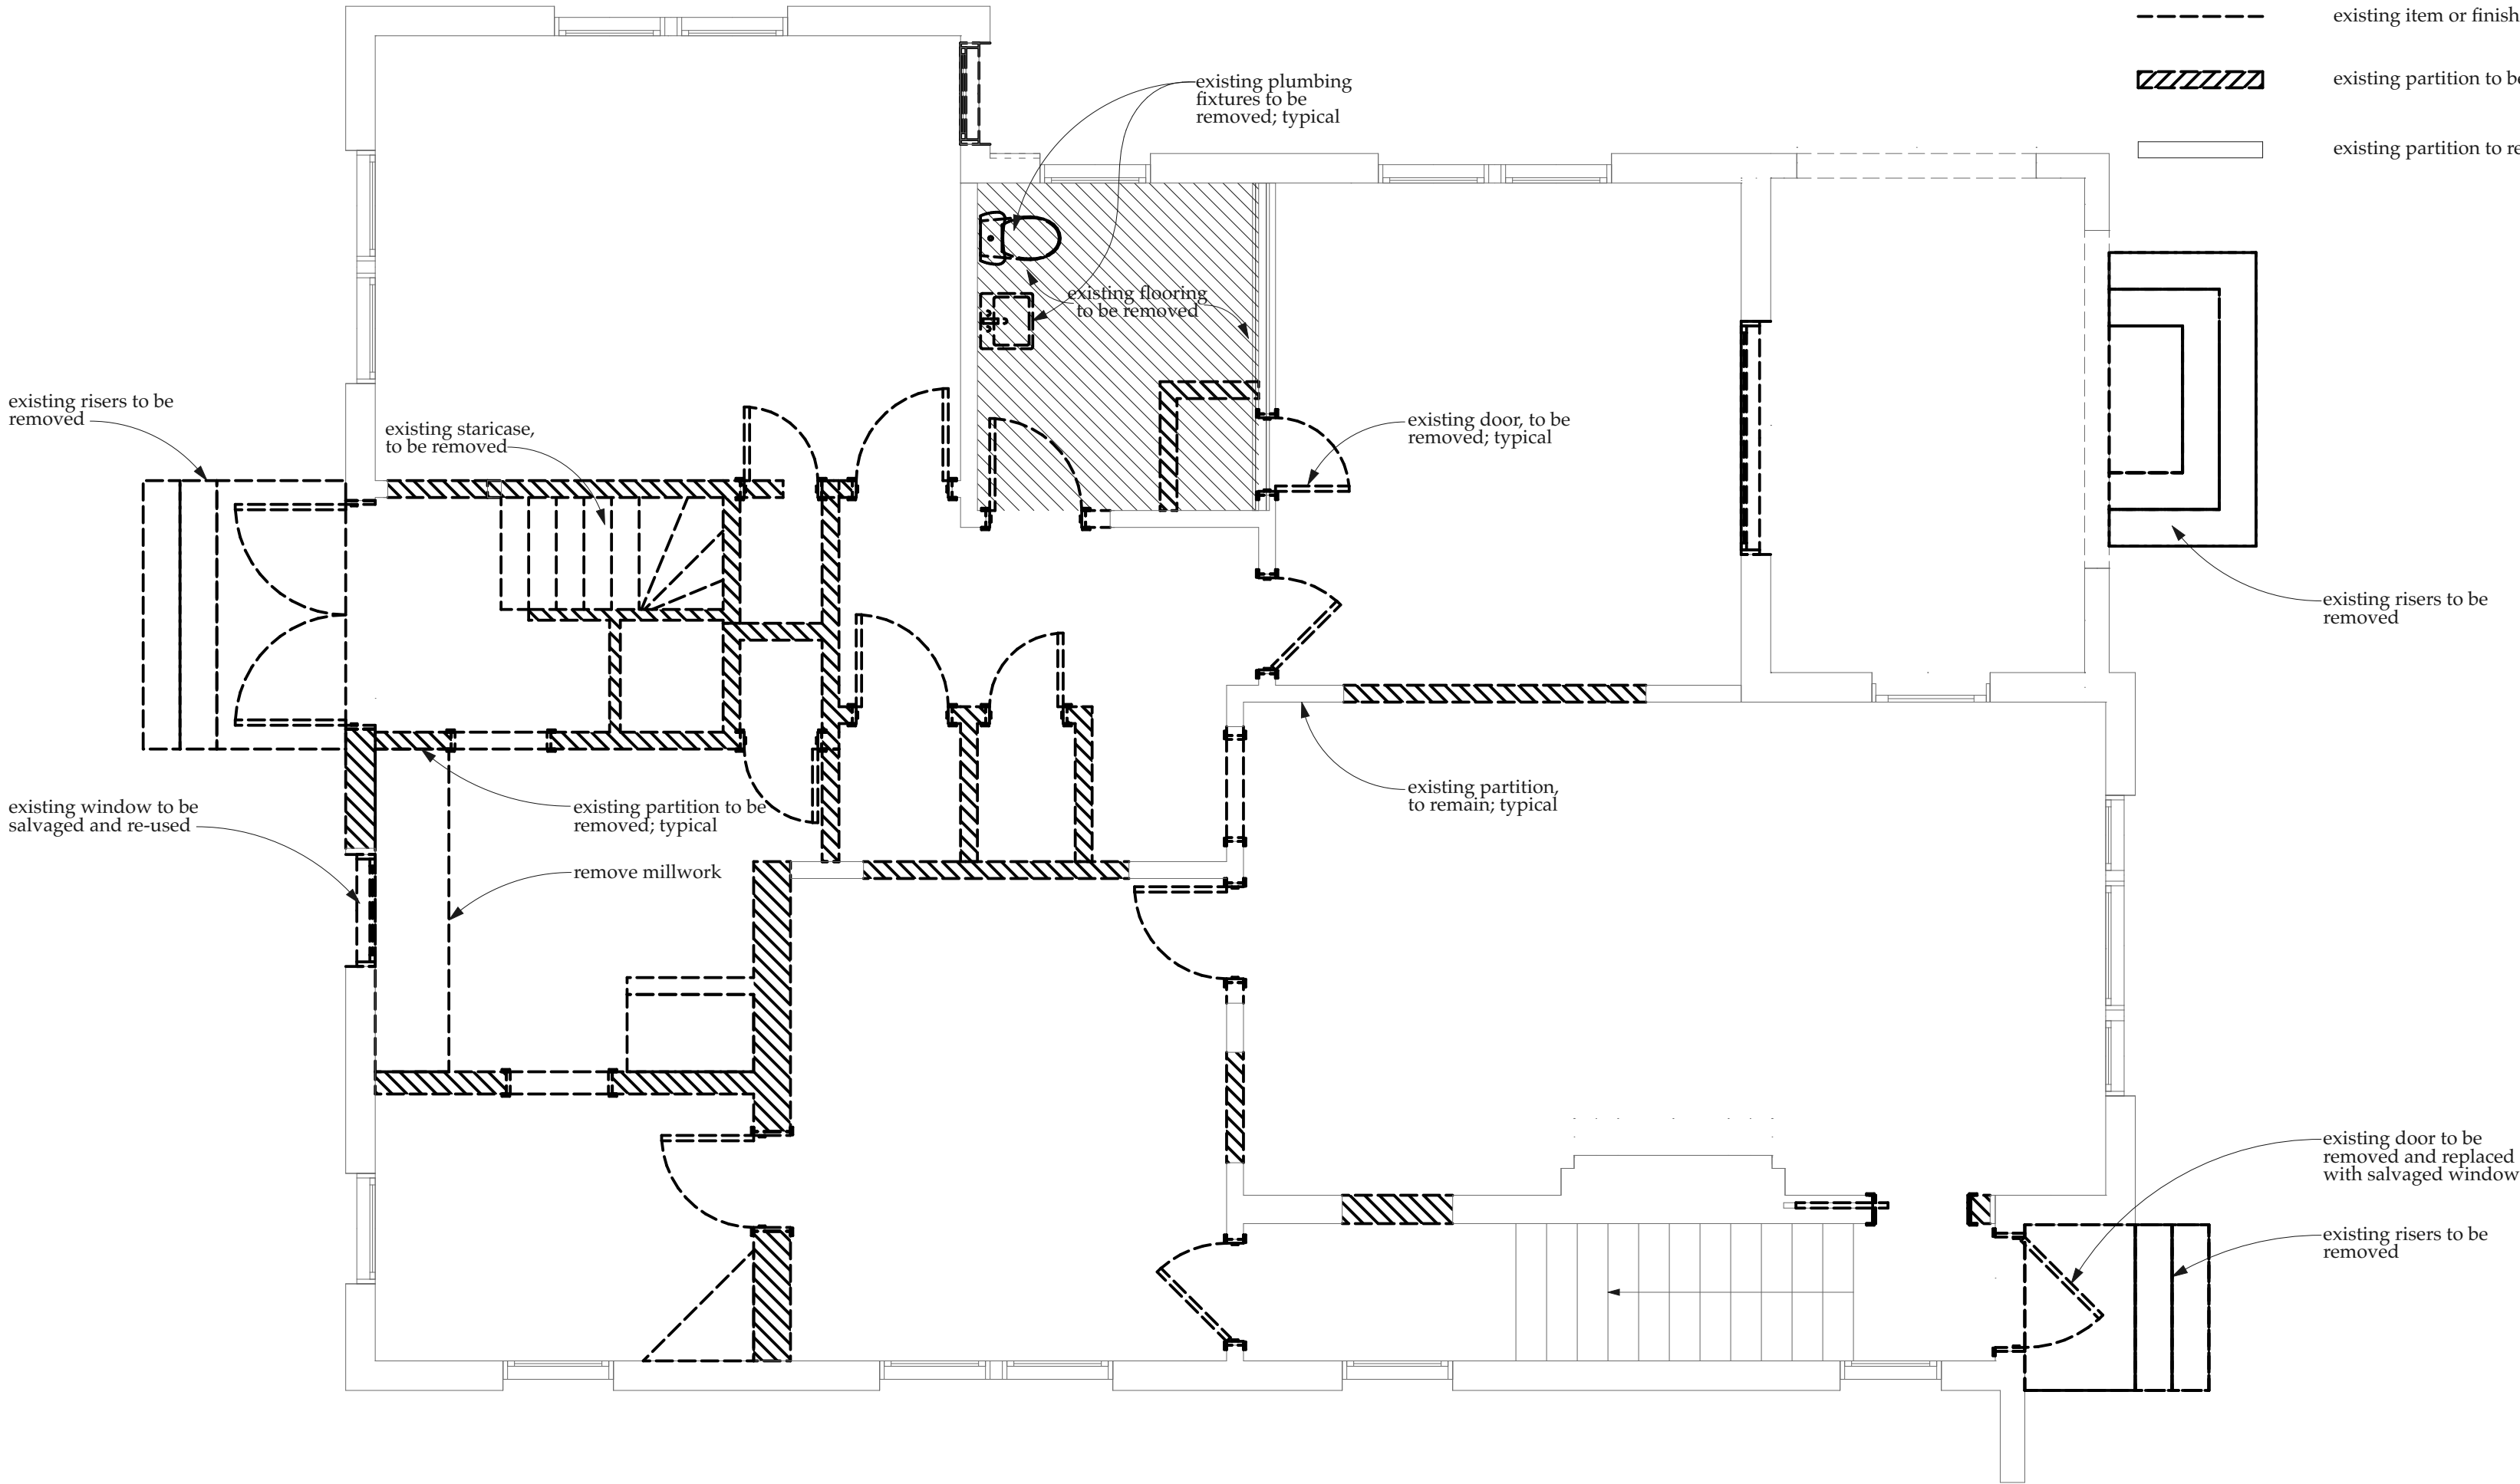 existing item or finish
existing partition to be
existing partition to re
existing plumbing
fixtures to be
removed; typical
existing flooring
to be removed
existing risers to be
removed
existing staricase,
to be removed
existing door, to be
removed; typical
existing risers to be
removed
existing window to be
salvaged and re-used
existing partition to be
removed; typical
remove millwork
existing partition,
to remain; typical
existing door to be
removed and replaced
with salvaged window
existing risers to be
removed